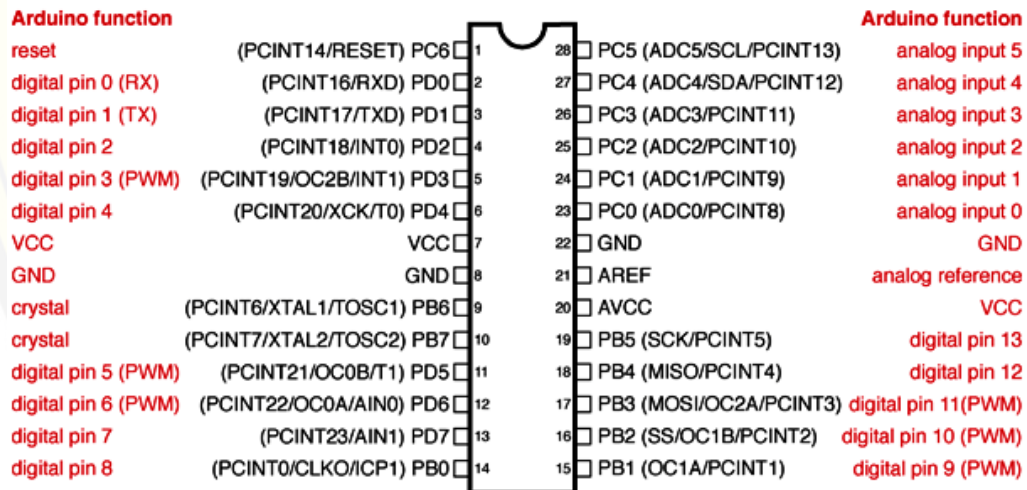 Arduino function Arduino function
reset (PCINT14/RESET) PC6 1 28 PC5 (ADC5/SCL/PCINT13) analog input 5
digital pin 0 (RX) (PCINT16/RXD) PD0 2 27 PC4 (ADC4/SDA/PCINT12) analog input 4
digital pin 1 (TX) (PCINT17/TXD) PD1 3 26 PC3 (ADC3/PCINT11) analog input 3
digital pin 2 (PCINT18/INT0) PD2 4 25 PC2 (ADC2/PCINT10) analog input 2
digital pin 3 (PWM) (PCINT19/OC2B/INT1) PD3 5 24 PC1 (ADC1/PCINT9) analog input 1
digital pin 4 (PCINT20/XCK/T0) PD4 6 23 PC0 (ADC0/PCINT8) analog input 0
VCC VCC 7 22 GND GND
GND GND 8 21 AREF analog reference
crystal (PCINT6/XTAL1/TOSC1) PB6 9 20 AVCC VCC
crystal (PCINT7/XTAL2/TOSC2) PB7 10 19 PB5 (SCK/PCINT5) digital pin 13
digital pin 5 (PWM) (PCINT21/OC0B/T1) PD5 11 18 PB4 (MISO/PCINT4) digital pin 12
digital pin 6 (PWM) (PCINT22/OC0A/AIN0) PD6 12 17 PB3 (MOSI/OC2A/PCINT3) digital pin 11(PWM)
digital pin 7 (PCINT23/AIN1) PD7 13 16 PB2 (SS/OC1B/PCINT2) digital pin 10 (PWM)
digital pin 8 (PCINT0/CLKO/ICP1) PB0 14 15 PB1 (OC1A/PCINT1) digital pin 9 (PWM)